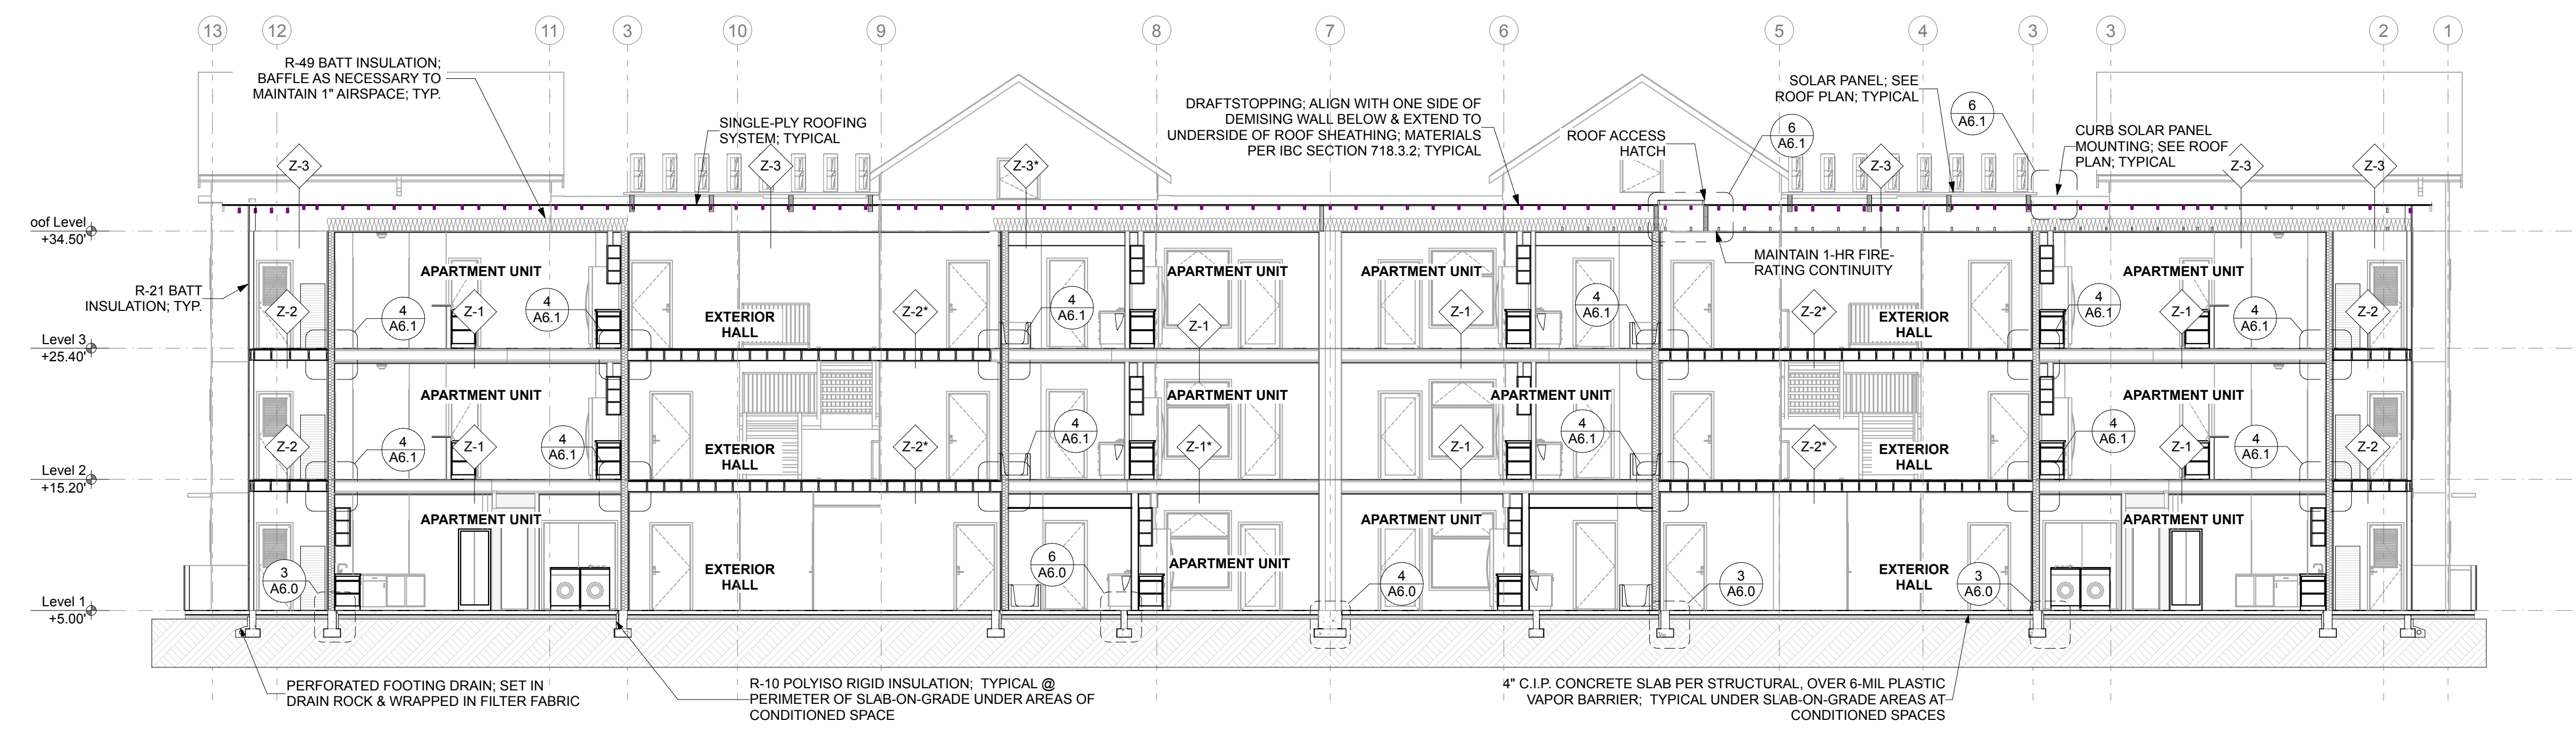 13
12
11
3
10
9
8
7
6
5
4
3
3
2
1
R-49 BATT INSULATION;
BAFFLE AS NECESSARY TO
MAINTAIN 1" AIRSPACE; TYP.
SINGLE-PLY ROOFING
SYSTEM; TYPICAL
DRAFTSTOPPING; ALIGN WITH ONE SIDE OF
DEMISING WALL BELOW & EXTEND TO
UNDERSIDE OF ROOF SHEATHING; MATERIALS
PER IBC SECTION 718.3.2; TYPICAL
ROOF ACCESS
HATCH
6
A6.1
SOLAR PANEL; SEE
ROOF PLAN; TYPICAL
6
A6.1
CURB SOLAR PANEL
MOUNTING; SEE ROOF
PLAN; TYPICAL
Z-3
Z-3
Z-3*
Z-3
Z-3
Z-3
oof Level
+34.50'
MAINTAIN 1-HR FIRE-
RATING CONTINUITY
R-21 BATT
INSULATION; TYP.
APARTMENT UNIT
APARTMENT UNIT
APARTMENT UNIT
APARTMENT UNIT
EXTERIOR
HALL
EXTERIOR
HALL
Z-2
4
A6.1
Z-1
4
A6.1
Z-2*
4
A6.1
Z-1
Z-1
4
A6.1
Z-2*
4
A6.1
Z-1
4
A6.1
Z-2
Level 3
+25.40'
APARTMENT UNIT
APARTMENT UNIT
APARTMENT UNIT
APARTMENT UNIT
EXTERIOR
HALL
EXTERIOR
HALL
Z-2
4
A6.1
Z-1
4
A6.1
Z-2*
4
A6.1
Z-1*
Z-1
4
A6.1
Z-2*
4
A6.1
Z-1
4
A6.1
Z-2
Level 2
+15.20'
APARTMENT UNIT
APARTMENT UNIT
APARTMENT UNIT
APARTMENT UNIT
EXTERIOR
HALL
EXTERIOR
HALL
3
A6.0
6
A6.0
4
A6.0
3
A6.0
3
A6.0
Level 1
+5.00'
PERFORATED FOOTING DRAIN; SET IN
DRAIN ROCK & WRAPPED IN FILTER FABRIC
R-10 POLYISO RIGID INSULATION; TYPICAL @
PERIMETER OF SLAB-ON-GRADE UNDER AREAS OF
CONDITIONED SPACE
4" C.I.P. CONCRETE SLAB PER STRUCTURAL, OVER 6-MIL PLASTIC
VAPOR BARRIER; TYPICAL UNDER SLAB-ON-GRADE AREAS AT
CONDITIONED SPACES